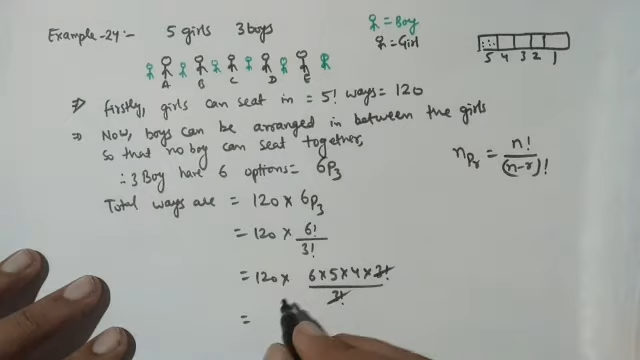 Example-24:- 5 girls 3 boys
= Boy
= Girl
5 4 3 2 1
A B C D E
⇒ Firstly, girls can seat in = 5! ways = 120
⇒ Now, boys can be arranged in between the girls
so that no boy can seat together,
∴ 3 Boy have 6 options = 6P₃
nPr = n! / (n-r)!
Total ways are = 120 × 6P₃
= 120 × 6! / 3!
= 120 × 6×5×4×3! / 3!
=